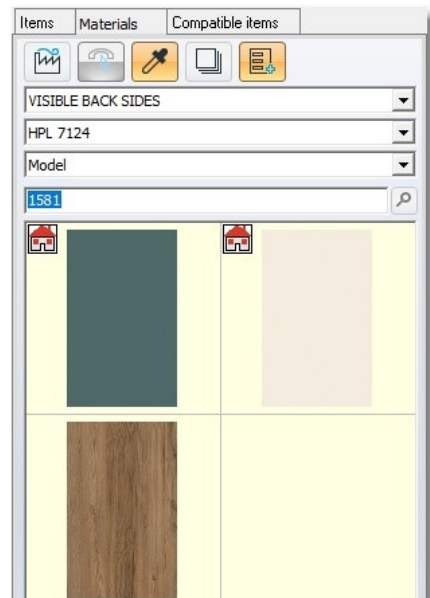 Items Materials Compatible items
VISIBLE BACK SIDES
HPL 7124
Model
1581